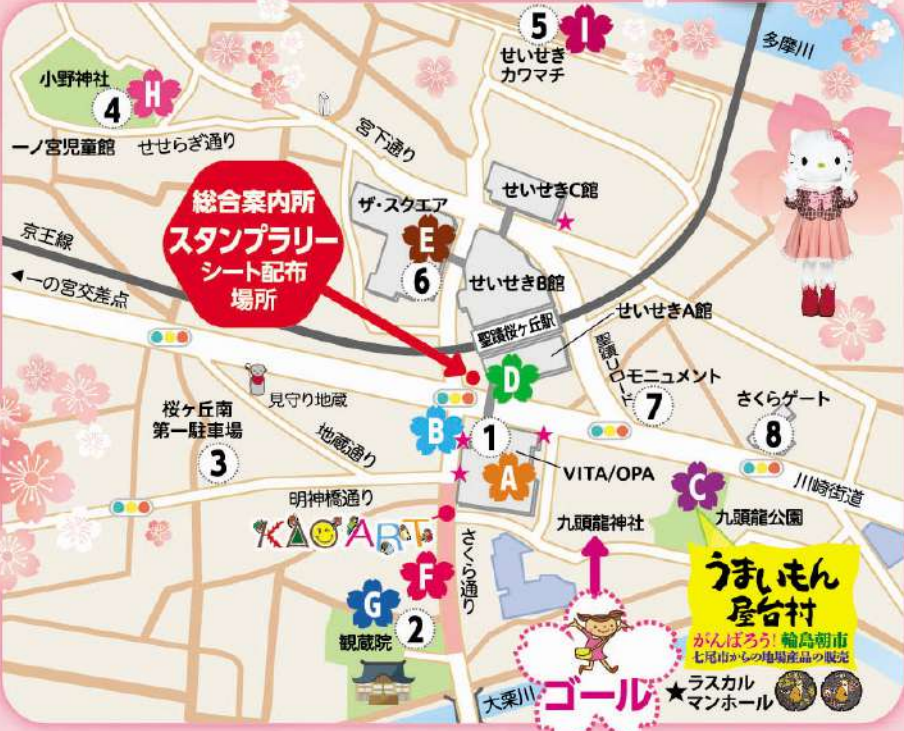 多摩川
5
I
せいせき
カワマチ
小野神社
4
H
一ノ宮児童館
せせらぎ通り
宮下通り
総合案内所
スタンプラリー
シート配布
場所
ザ・スクエア
E
6
せいせきC館
★
京王線
◀一の宮交差点
せいせきB館
聖蹟桜ヶ丘駅
せいせきA館
聖蹟Uロード
モニュメント
7
さくらゲート
8
D
見守り地蔵
桜ヶ丘南
第一駐車場
3
地蔵通り
B
★
1
★
★
A
VITA/OPA
C
川崎街道
明神橋通り
KAO ART
さくら通り
九頭龍神社
九頭龍公園
F
G
2
観蔵院
うまいもん
屋台村
がんばろう!輪島朝市
七尾市からの地場産品の販売
大栗川
ゴール
★ラスカル
マンホール